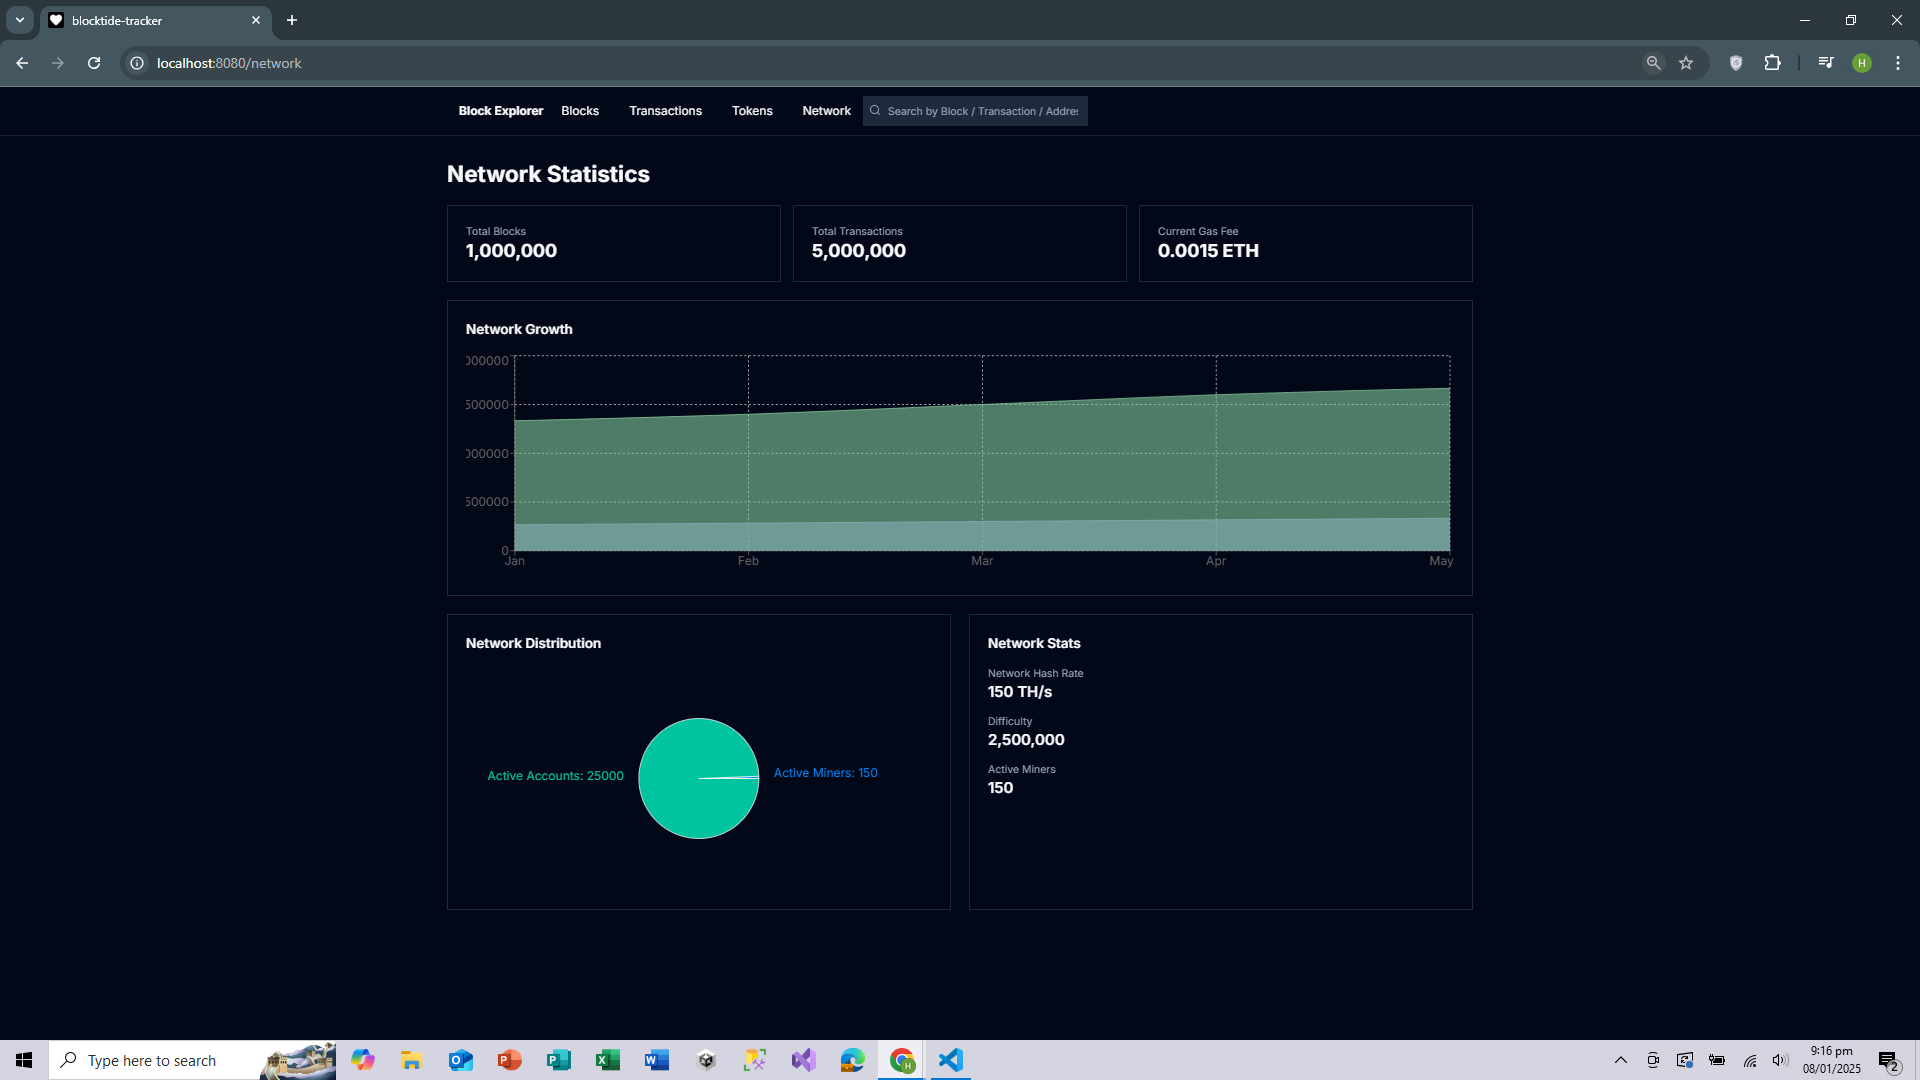 blocktide-tracker
localhost:8080/network
H
Block Explorer Blocks Transactions Tokens Network Search by Block / Transaction / Addres
Network Statistics
Total Blocks
1,000,000
Total Transactions
5,000,000
Current Gas Fee
0.0015 ETH
Network Growth
000000
500000
000000
500000
0
Jan Feb Mar Apr May
Network Distribution
Active Accounts: 25000
Active Miners: 150
Network Stats
Network Hash Rate
150 TH/s
Difficulty
2,500,000
Active Miners
150
Type here to search
9:16 pm
08/01/2025
2